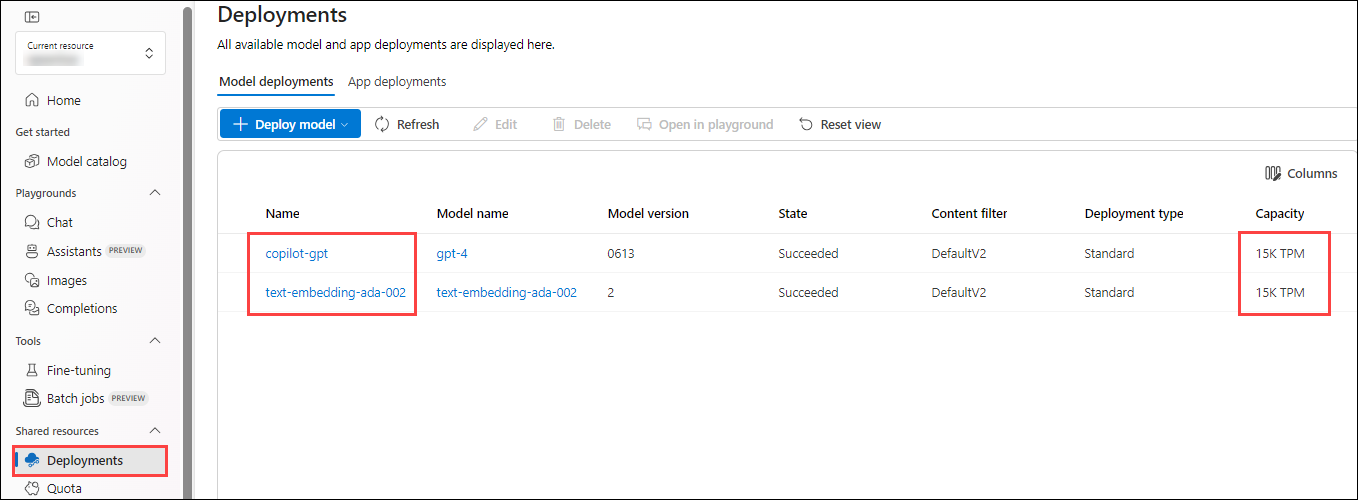 Current resource
Home
Get started
Model catalog
Playgrounds
Chat
Assistants PREVIEW
Images
Completions
Tools
Fine-tuning
Batch jobs PREVIEW
Shared resources
Deployments
Quota
Deployments
All available model and app deployments are displayed here.
Model deployments App deployments
Deploy model Refresh Edit Delete Open in playground Reset view
Columns
Name Model name Model version State Content filter Deployment type Capacity
copilot-gpt gpt-4 0613 Succeeded DefaultV2 Standard 15K TPM
text-embedding-ada-002 text-embedding-ada-002 2 Succeeded DefaultV2 Standard 15K TPM